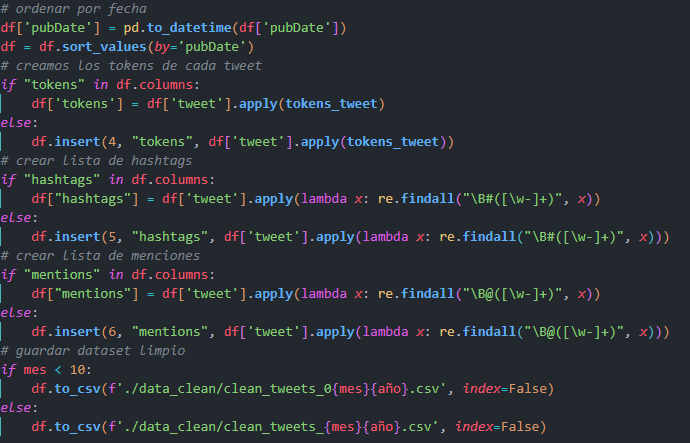 # ordenar por fecha
df['pubDate'] = pd.to_datetime(df['pubDate'])
df = df.sort_values(by='pubDate')
# creamos los tokens de cada tweet
if "tokens" in df.columns:
    df['tokens'] = df['tweet'].apply(tokens_tweet)
else:
    df.insert(4, "tokens", df['tweet'].apply(tokens_tweet))
# crear lista de hashtags
if "hashtags" in df.columns:
    df["hashtags"] = df['tweet'].apply(lambda x: re.findall("\B#([\w-]+)", x))
else:
    df.insert(5, "hashtags", df['tweet'].apply(lambda x: re.findall("\B#([\w-]+)", x)))
# crear lista de menciones
if "mentions" in df.columns:
    df["mentions"] = df['tweet'].apply(lambda x: re.findall("\B@([\w-]+)", x))
else:
    df.insert(6, "mentions", df['tweet'].apply(lambda x: re.findall("\B@([\w-]+)", x)))
# guardar dataset limpio
if mes < 10:
    df.to_csv(f'./data_clean/clean_tweets_0{mes}{año}.csv', index=False)
else:
    df.to_csv(f'./data_clean/clean_tweets_{mes}{año}.csv', index=False)